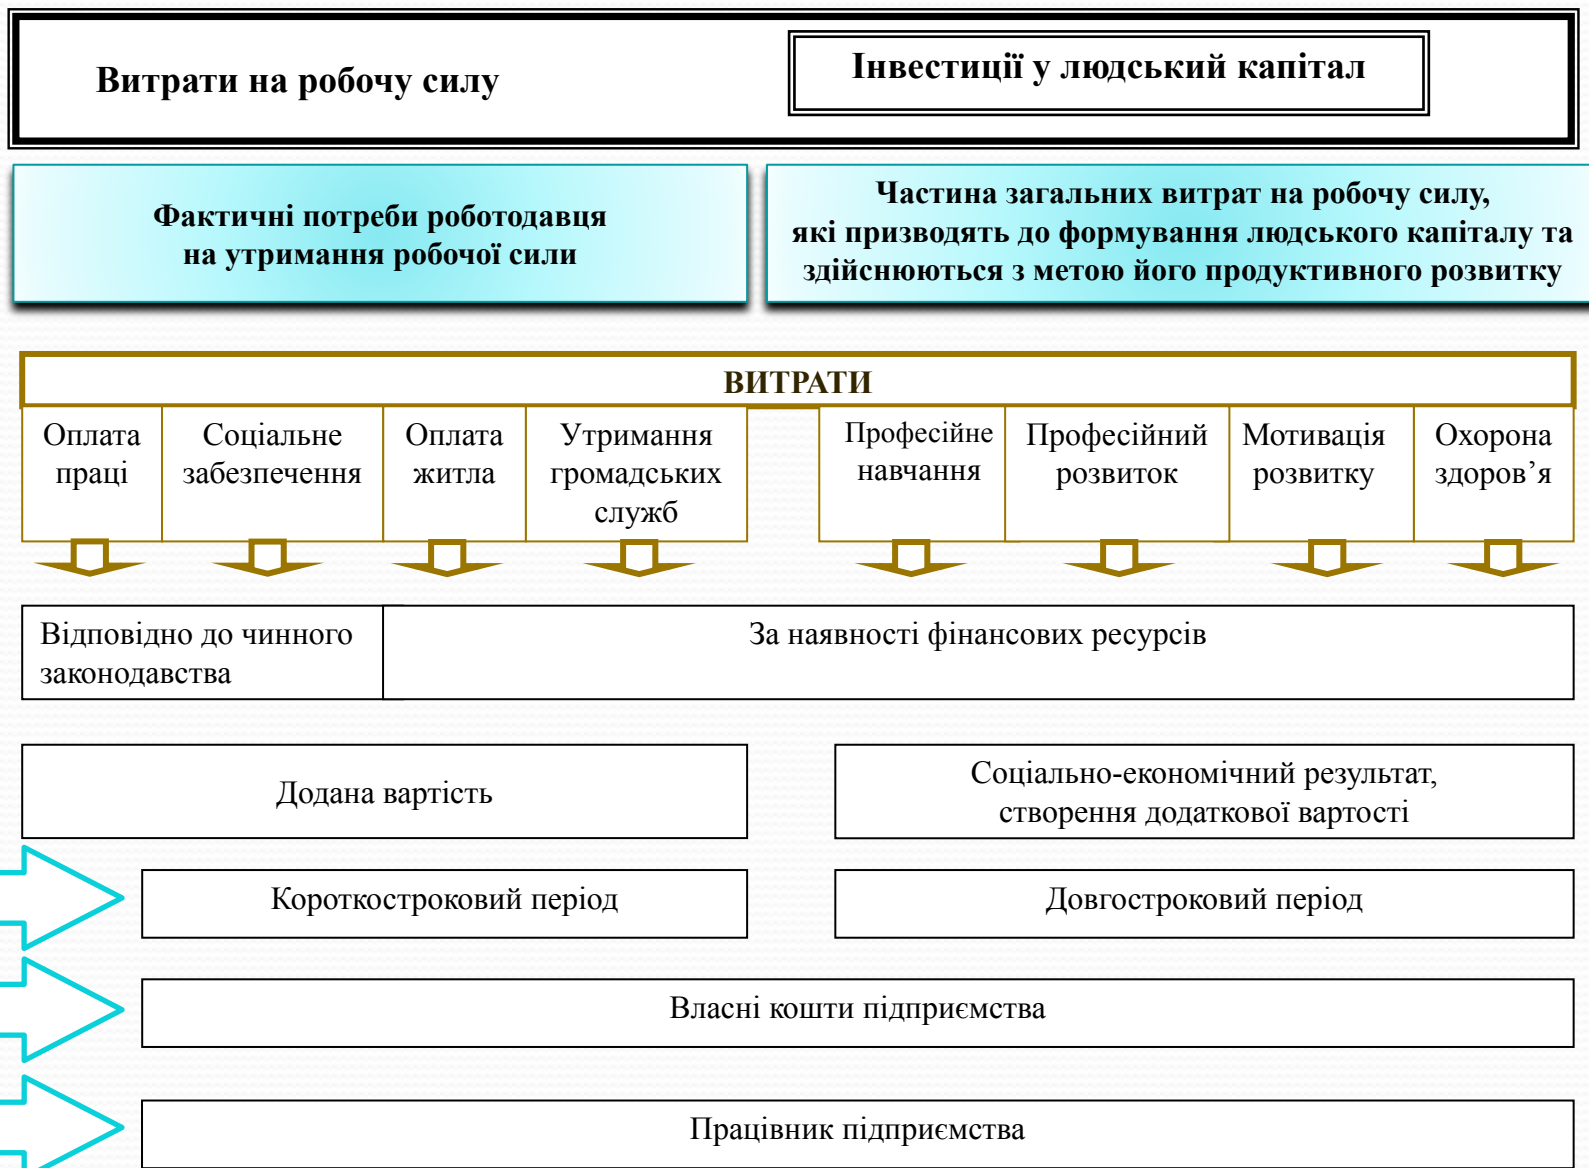 Витрати на робочу силу
Інвестиції у людський капітал
Фактичні потреби роботодавця
на утримання робочої сили
Частина загальних витрат на робочу силу,
які призводять до формування людського капіталу та
здійснюються з метою його продуктивного розвитку
ВИТРАТИ
Оплата
праці
Соціальне
забезпечення
Оплата
житла
Утримання
громадських
служб
Професійне
навчання
Професійний
розвиток
Мотивація
розвитку
Охорона
здоров’я
Відповідно до чинного
законодавства
За наявності фінансових ресурсів
Додана вартість
Соціально-економічний результат,
створення додаткової вартості
Короткостроковий період
Довгостроковий період
Власні кошти підприємства
Працівник підприємства